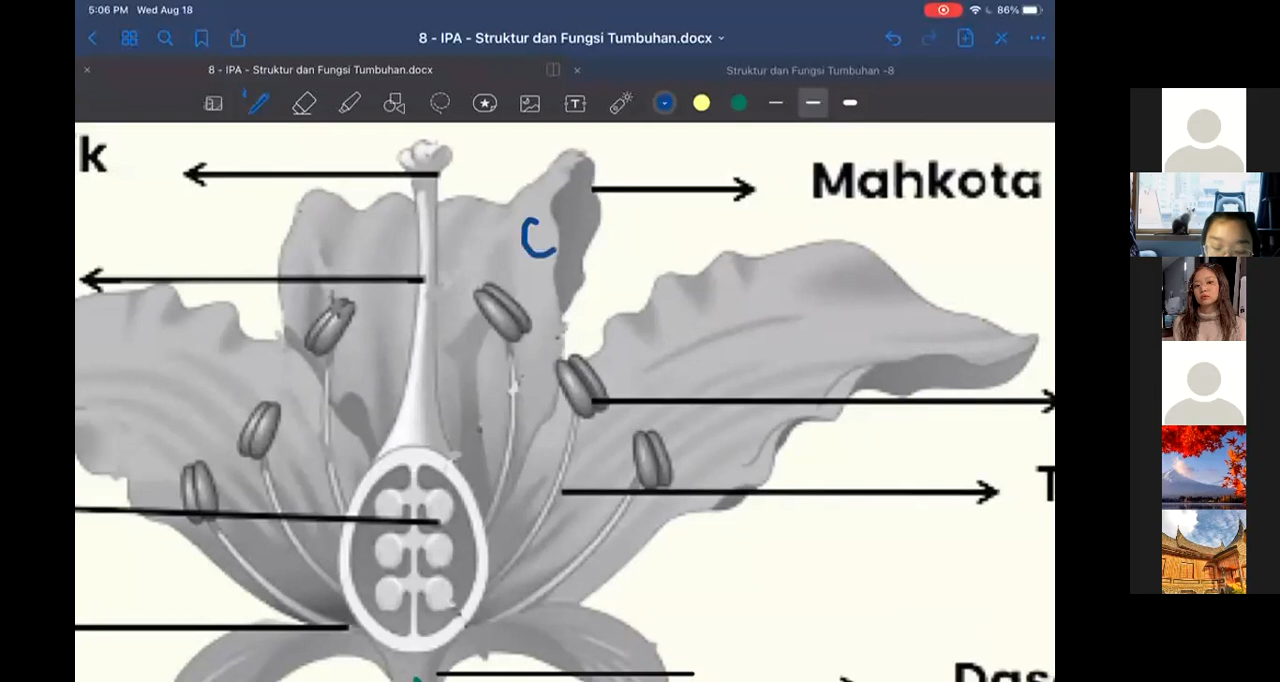 5:06 PM Wed Aug 18
86%
8 - IPA - Struktur dan Fungsi Tumbuhan.docx
8 - IPA - Struktur dan Fungsi Tumbuhan.docx
Struktur dan Fungsi Tumbuhan -8
k
Mahkota
C
T
Das